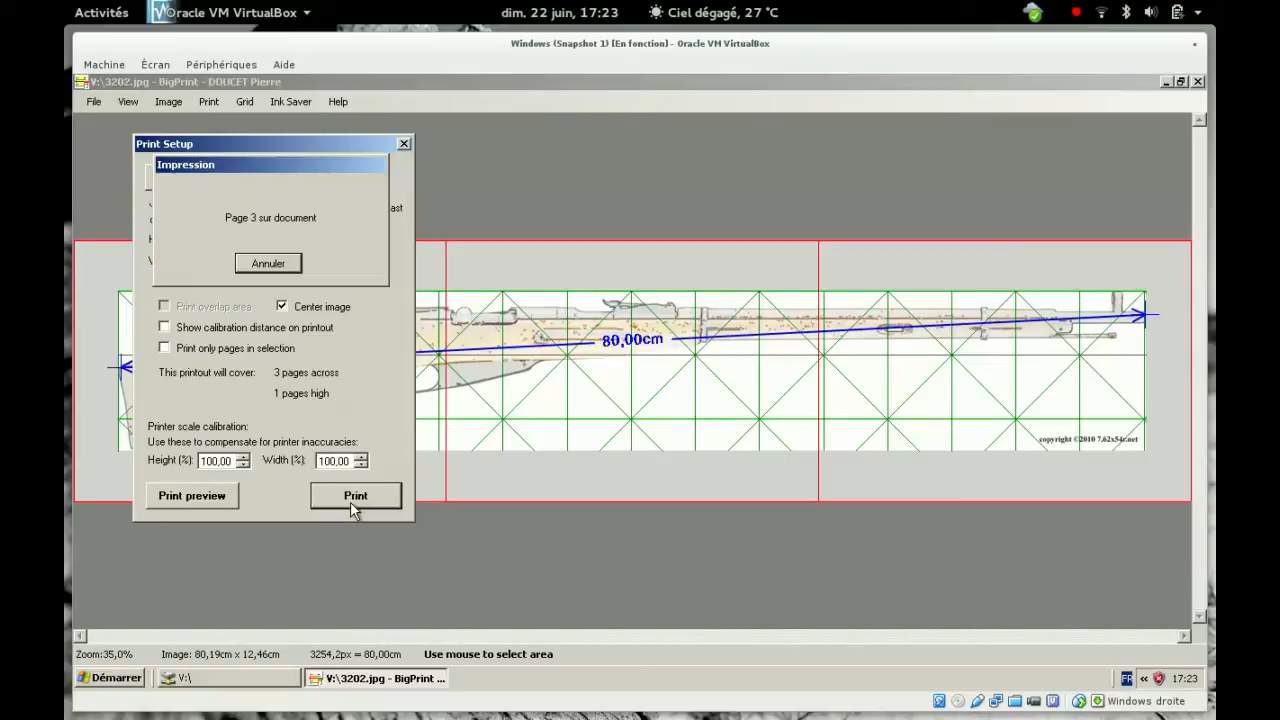 Activités
Oracle VM VirtualBox
dim. 22 juin, 17:23
Ciel dégagé, 27 °C
Windows (Snapshot 1) [En fonction] - Oracle VM VirtualBox
Machine Écran Périphériques Aide
V:\3202.jpg - BigPrint - DOUCET Pierre
File View Image Print Grid Ink Saver Help
Print Setup
Impression
Page 3 sur document
Annuler
Print overlap area
Center image
Show calibration distance on printout
Print only pages in selection
This printout will cover: 3 pages across
1 pages high
Printer scale calibration:
Use these to compensate for printer inaccuracies:
Height (%): 100,00 Width (%): 100,00
Print preview
Print
80,00cm
copyright ©2010 7.62x54r.net
Zoom:35,0% Image: 80,19cm x 12,46cm 3254,2px = 80,00cm Use mouse to select area
Démarrer
V:\
V:\3202.jpg - BigPrint ...
FR
«
17:23
Windows droite